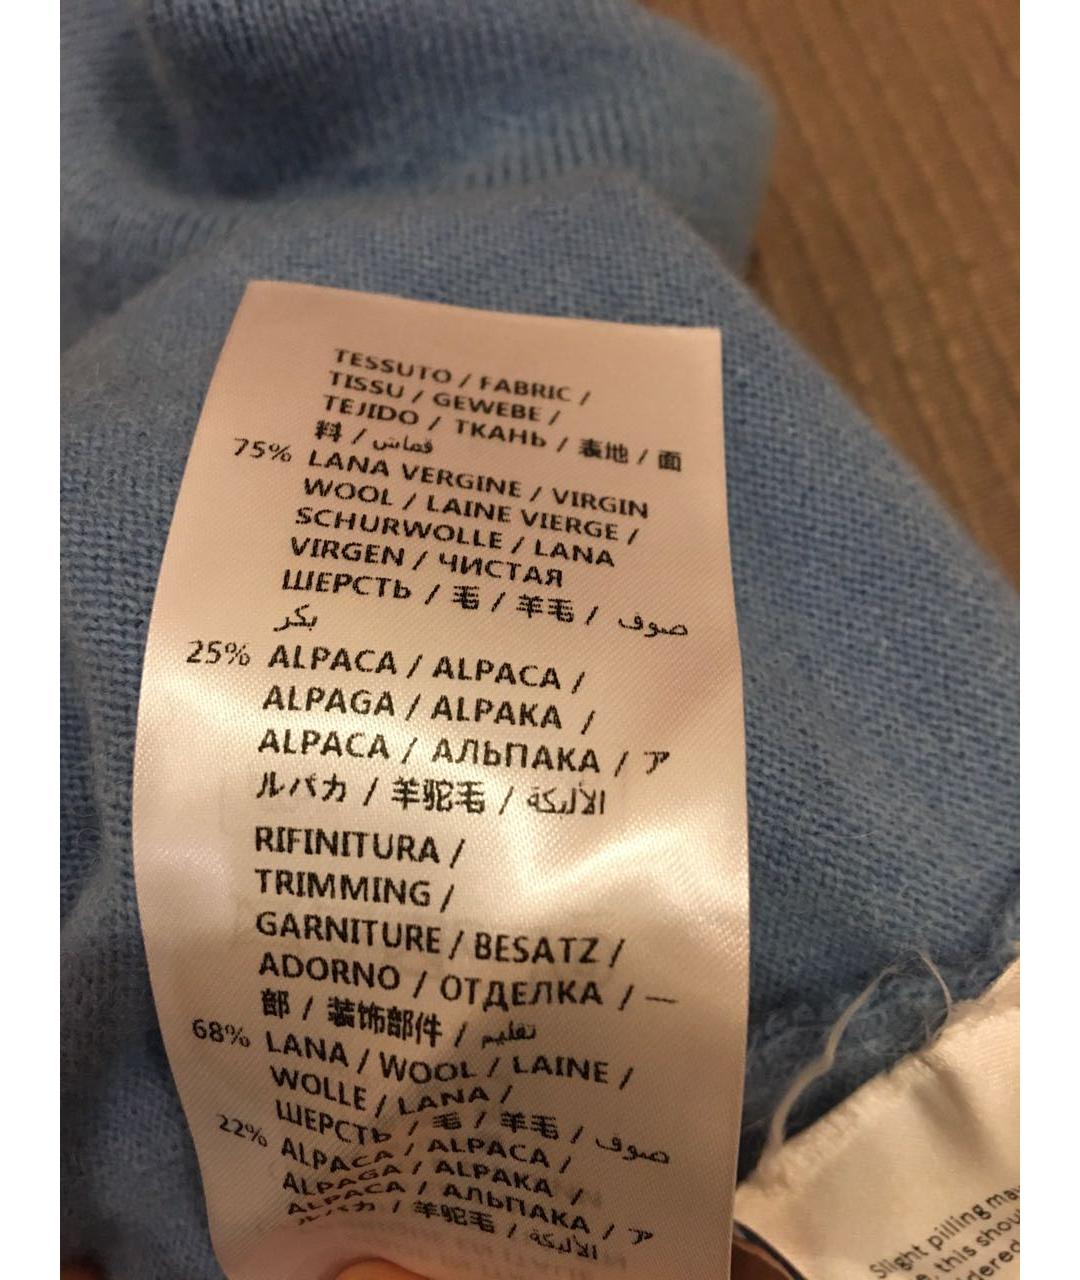 TESSUTO / FABRIC /
TISSU / GEWEBE /
TEJIDO / ТКАНЬ / 表地 / 面
料 / قماش
75% LANA VERGINE / VIRGIN
WOOL / LAINE VIERGE /
SCHURWOLLE / LANA
VIRGEN / ЧИСТАЯ
ШЕРСТЬ / 毛 / 羊毛 / صوف
بكر
25% ALPACA / ALPACA /
ALPAGA / ALPAKA /
ALPACA / АЛЬПАКА / ア
ルパカ / 羊驼毛 / الألبكة
RIFINITURA /
TRIMMING /
GARNITURE / BESATZ /
ADORNO / ОТДЕЛКА / 一
部 / 装饰部件 / تقليم
68% LANA / WOOL / LAINE /
WOLLE / LANA /
ШЕРСТЬ / 毛 / 羊毛 / صوف
22% ALPACA / ALPACA /
ALPAGA / ALPAKA /
ALPACA / АЛЬПАКА / ア
ルパカ / 羊驼毛 / الألبكة
Slight pilling
this